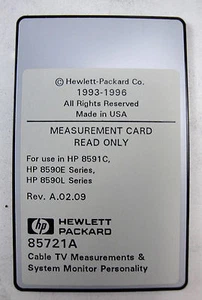 © Hewlett-Packard Co.
1993-1996
All Rights Reserved
Made in USA
MEASUREMENT CARD
READ ONLY
For use in HP 8591C,
HP 8590E Series,
HP 8590L Series
Rev. A.02.09
hp HEWLETT
PACKARD
85721A
Cable TV Measurements &
System Monitor Personality